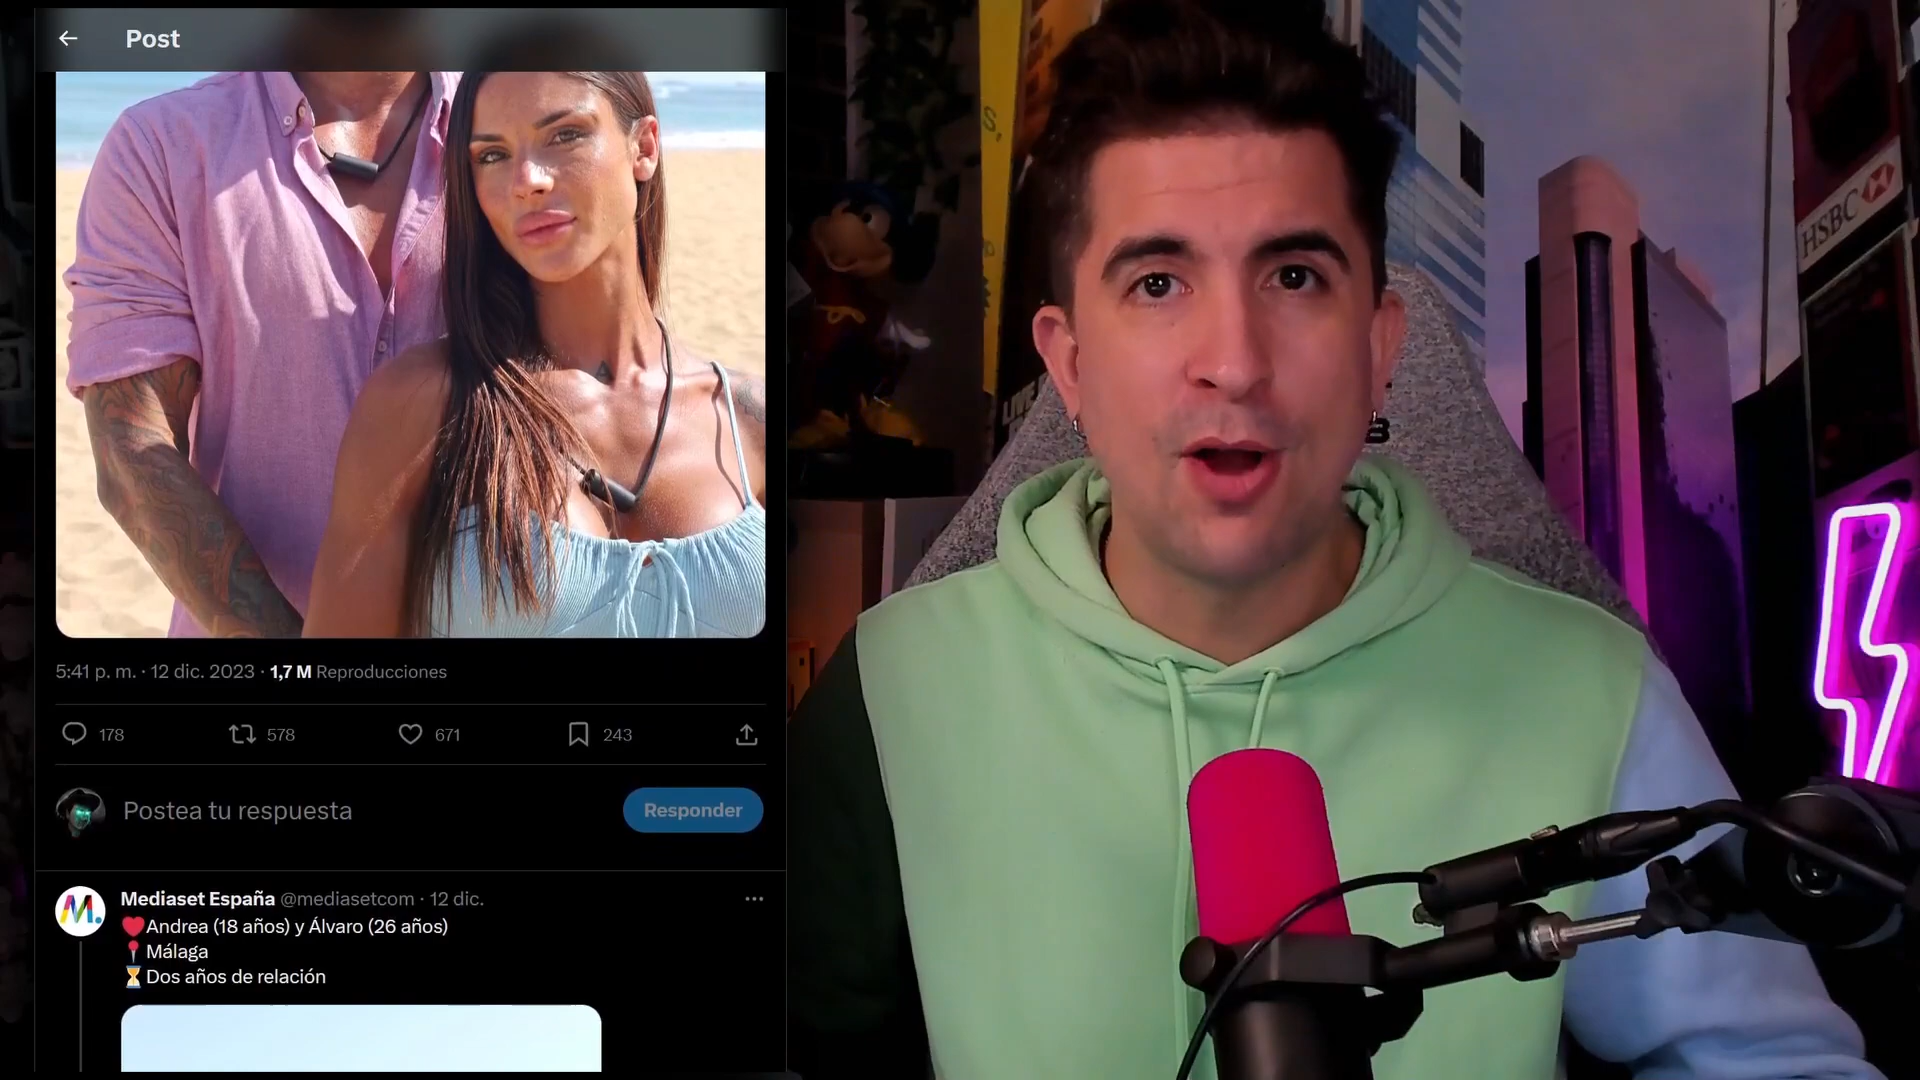 Post
5:41 p. m. · 12 dic. 2023 · 1,7 M Reproducciones
178 578 671 243
Postea tu respuesta
Responder
Mediaset España @mediasetcom · 12 dic.
❤️Andrea (18 años) y Álvaro (26 años)
📍Málaga
⏳Dos años de relación
HSBC